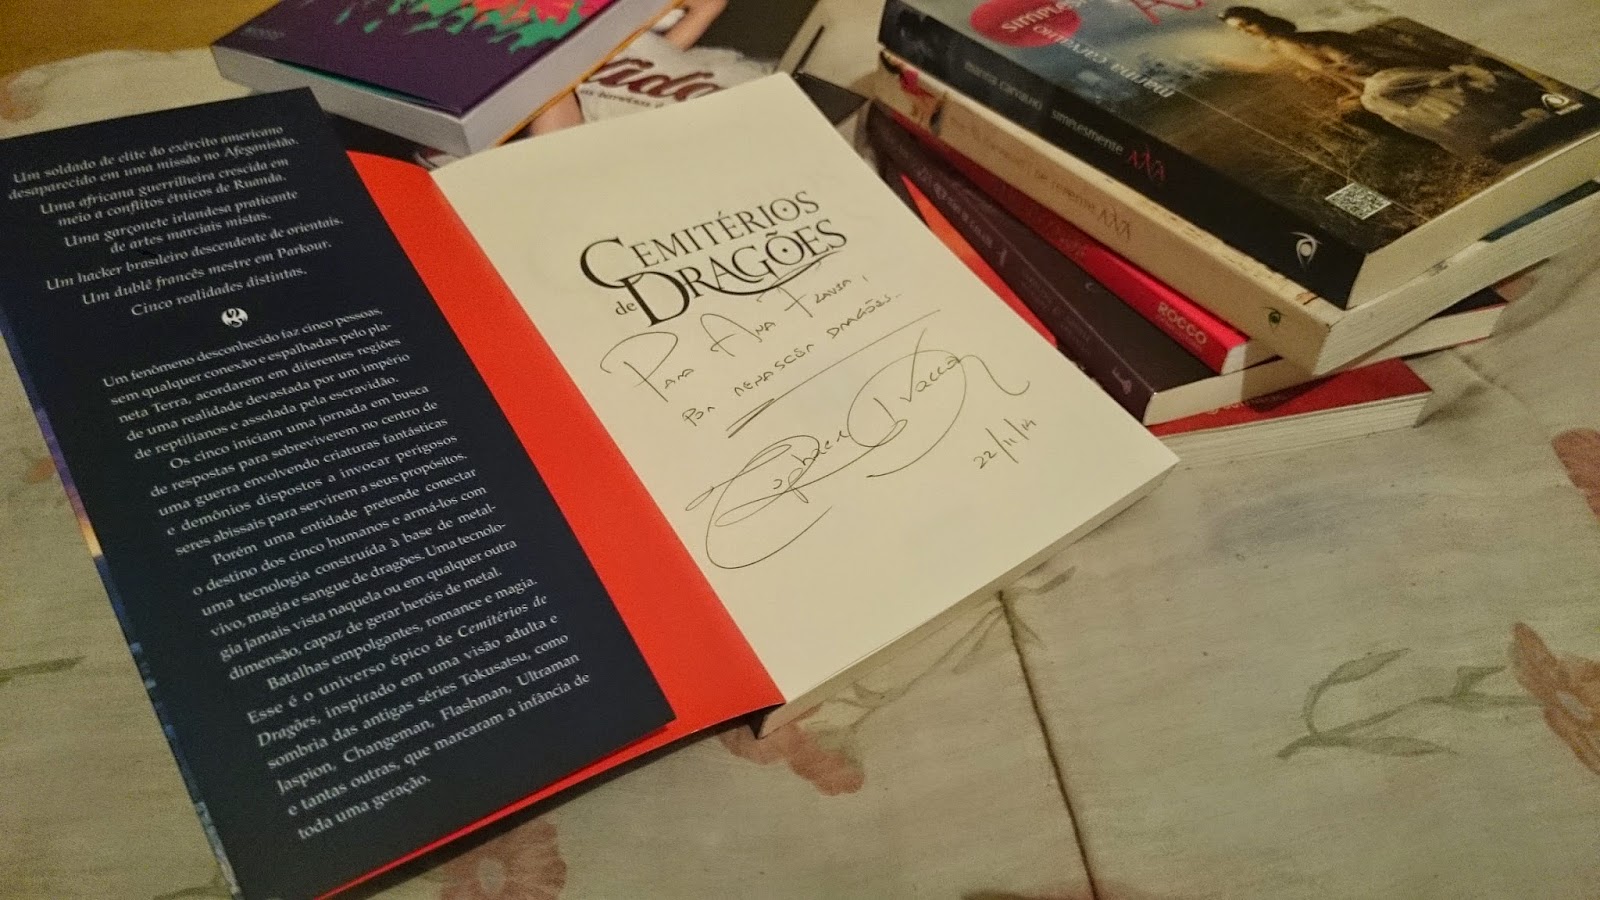 Um soldado de elite do exército americano
desaparecido em uma missão no Afeganistão.
Uma africana guerrilheira crescida em
meio a conflitos étnicos de Ruanda.
Uma garçonete irlandesa praticante
de artes marciais mistas.
Um hacker brasileiro descendente de orientais.
Um dublê francês mestre em Parkour.
Cinco realidades distintas.
Um fenômeno desconhecido faz cinco pessoas,
sem qualquer conexão e espalhadas pelo pla-
neta Terra, acordarem em diferentes regiões
de uma realidade devastada por um império
de reptilianos e assolada pela escravidão.
Os cinco iniciam uma jornada em busca
de respostas para sobreviverem no centro de
uma guerra envolvendo criaturas fantásticas
e demônios dispostos a invocar perigosos
seres abissais para servirem a seus propósitos.
Porém uma entidade pretende conectar
o destino dos cinco humanos e armá-los com
uma tecnologia construída à base de metal-
vivo, magia e sangue de dragões. Uma tecnolo-
gia jamais vista naquela ou em qualquer outra
dimensão, capaz de gerar heróis de metal.
Batalhas empolgantes, romance e magia.
Esse é o universo épico de Cemitérios de
Dragões, inspirado em uma visão adulta e
sombria das antigas séries Tokusatsu, como
Jaspion, Changeman, Flashman, Ultraman
e tantas outras, que marcaram a infância de
toda uma geração.
CEMITÉRIOS
de DRAGÕES
PARA ANA FLAVIA,
POR RENASCER DRAGÕES...
22/11/14
marina carvalho
marina carvalho simplesmente ANA
de repente ANA
ROCCO